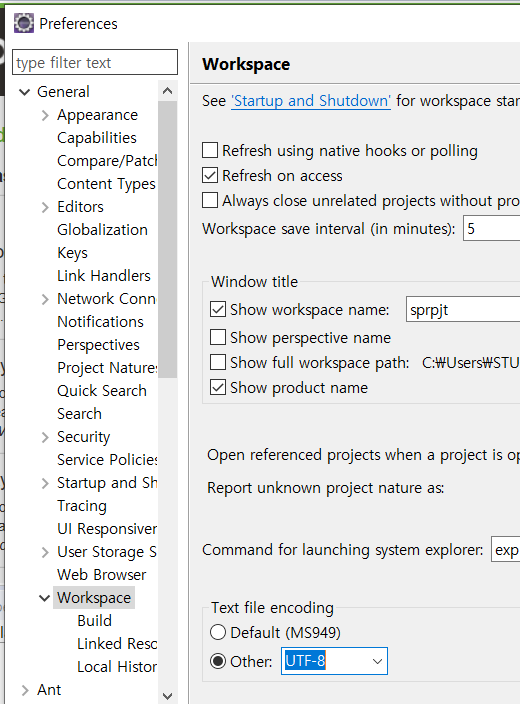 Preferences
type filter text
General
Appearance
Capabilities
Compare/Patch
Content Types
Editors
Globalization
Keys
Link Handlers
Network Conn
Notifications
Perspectives
Project Natures
Quick Search
Search
Security
Service Policies
Startup and Sh
Tracing
UI Responsiver
User Storage S
Web Browser
Workspace
Build
Linked Reso
Local Histor
Ant
Workspace
See 'Startup and Shutdown' for workspace star
Refresh using native hooks or polling
Refresh on access
Always close unrelated projects without pro
Workspace save interval (in minutes): 5
Window title
Show workspace name: sprpjt
Show perspective name
Show full workspace path: C:₩Users₩STU
Show product name
Open referenced projects when a project is op
Report unknown project nature as:
Command for launching system explorer: exp
Text file encoding
Default (MS949)
Other: UTF-8